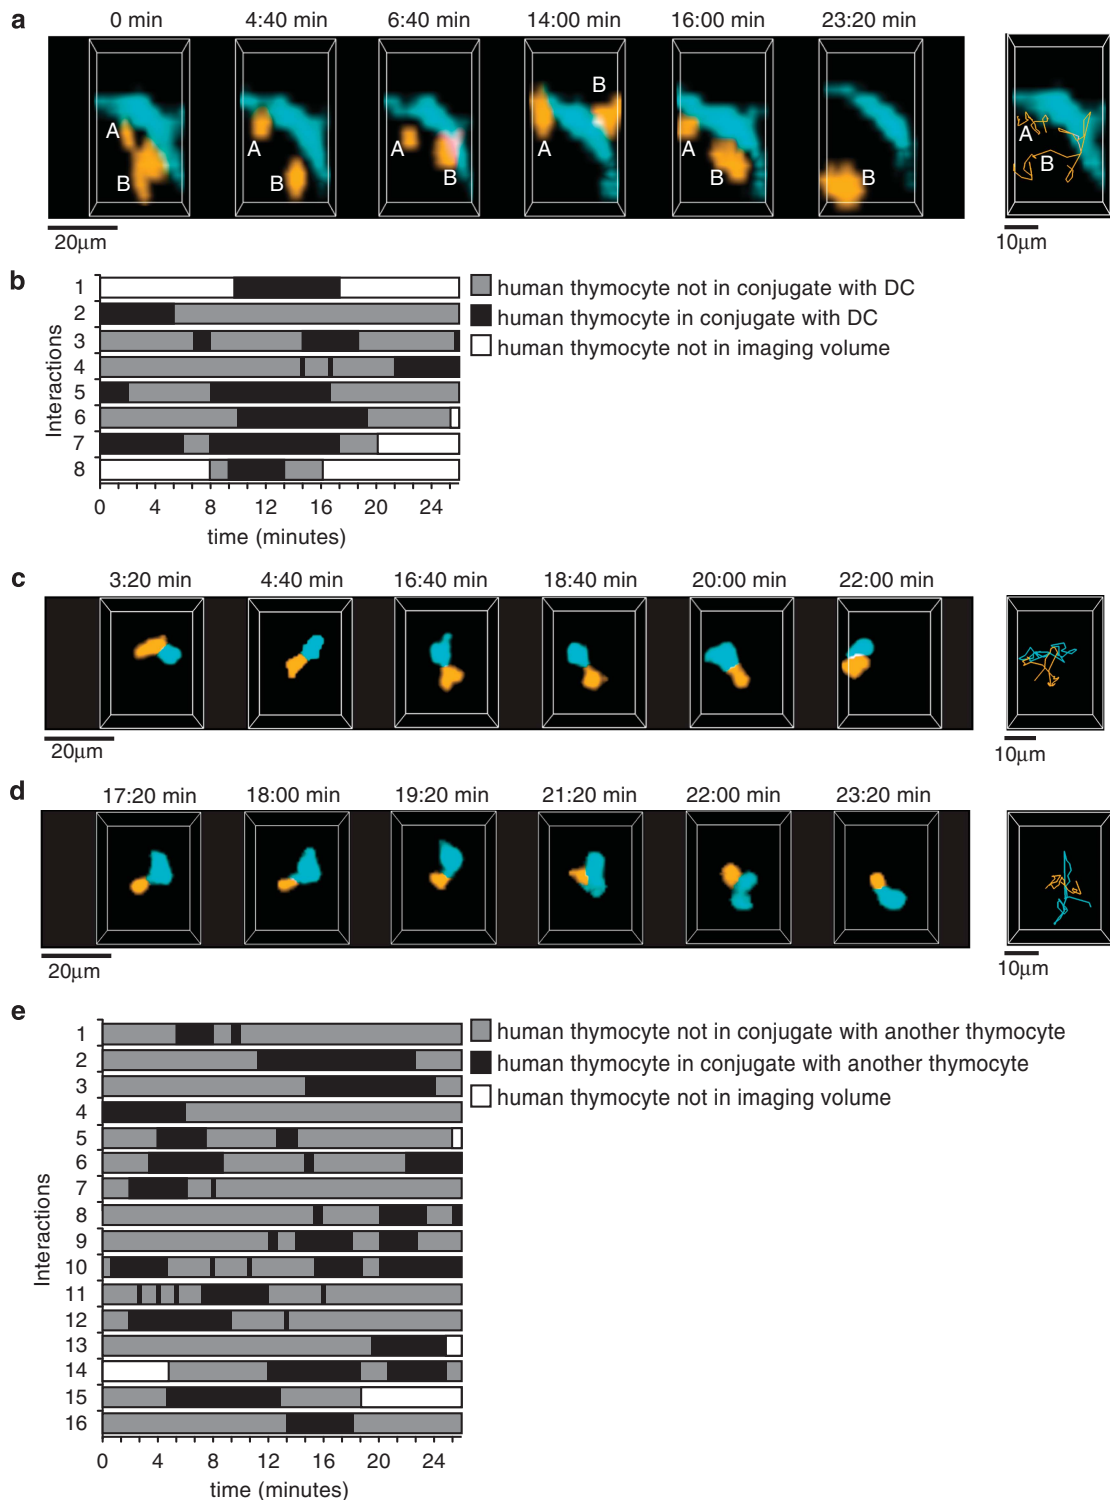 a
0 min 4:40 min 6:40 min 14:00 min 16:00 min 23:20 min
A B A B A B A B A B B A B
20µm 10µm
b
Interactions
1
2
3
4
5
6
7
8
0 4 8 12 16 20 24
time (minutes)
human thymocyte not in conjugate with DC
human thymocyte in conjugate with DC
human thymocyte not in imaging volume
c
3:20 min 4:40 min 16:40 min 18:40 min 20:00 min 22:00 min
20µm 10µm
d
17:20 min 18:00 min 19:20 min 21:20 min 22:00 min 23:20 min
20µm 10µm
e
Interactions
1
2
3
4
5
6
7
8
9
10
11
12
13
14
15
16
0 4 8 12 16 20 24
time (minutes)
human thymocyte not in conjugate with another thymocyte
human thymocyte in conjugate with another thymocyte
human thymocyte not in imaging volume